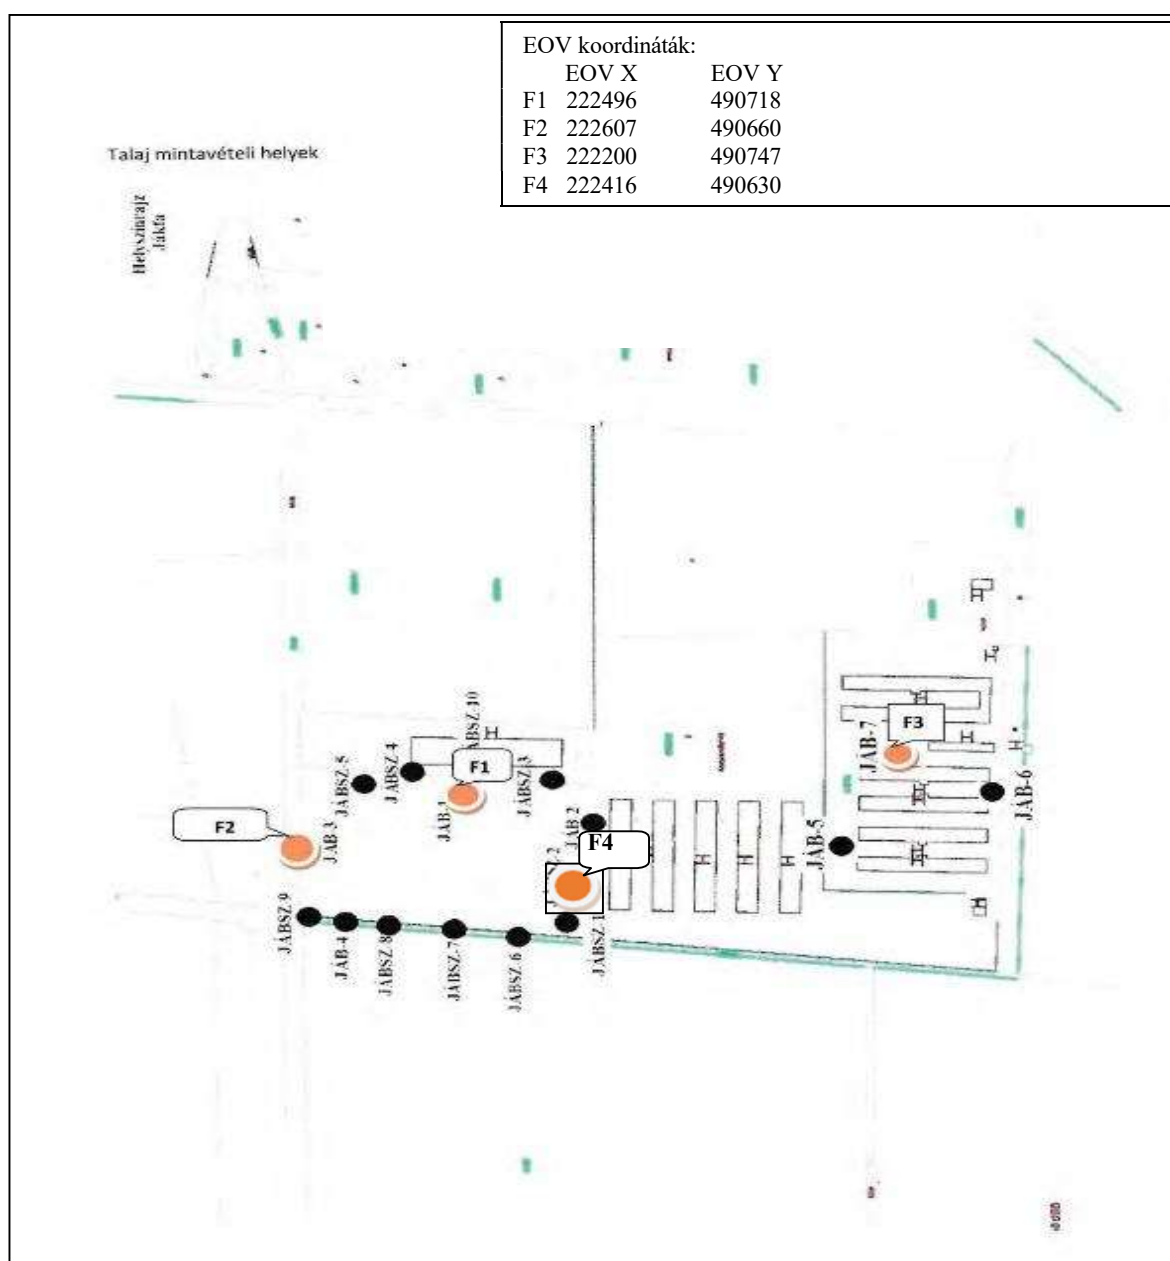 EOV koordináták:
EOV X EOV Y
F1 222496 490718
F2 222607 490660
F3 222200 490747
F4 222416 490630
Talaj mintavételi helyek
Helyszínrajz
Jákfa
JÁBSZ-5
JÁBSZ-4
JÁBSZ-10
F1
JÁB-1
JÁBSZ-3
JÁB-7
F3
JÁB-6
F2
JÁB 3
JÁB 2
F4
JÁB-5
JÁBSZ 9
JÁB-4
JÁBSZ-8
JÁBSZ-7
JÁBSZ-6
JÁBSZ-1